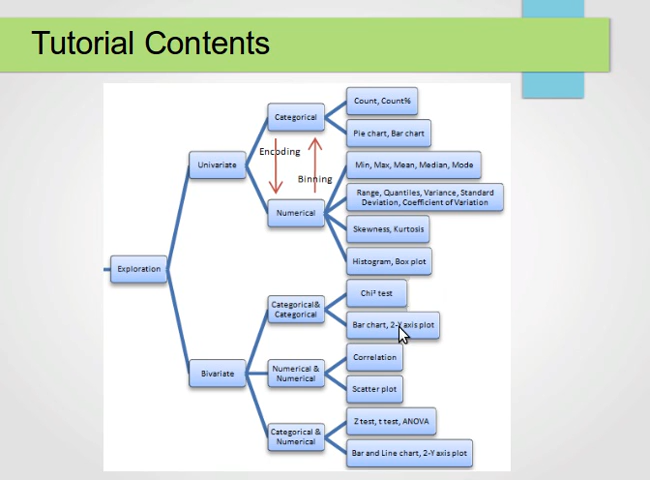 Tutorial Contents
Exploration
Univariate
Categorical
Count, Count%
Pie chart, Bar chart
Encoding
Binning
Numerical
Min, Max, Mean, Median, Mode
Range, Quantiles, Variance, Standard
Deviation, Coefficient of Variation
Skewness, Kurtosis
Histogram, Box plot
Bivariate
Categorical&
Categorical
Chi² test
Bar chart, 2-Y axis plot
Numerical &
Numerical
Correlation
Scatter plot
Categorical &
Numerical
Z test, t test, ANOVA
Bar and Line chart, 2-Y axis plot